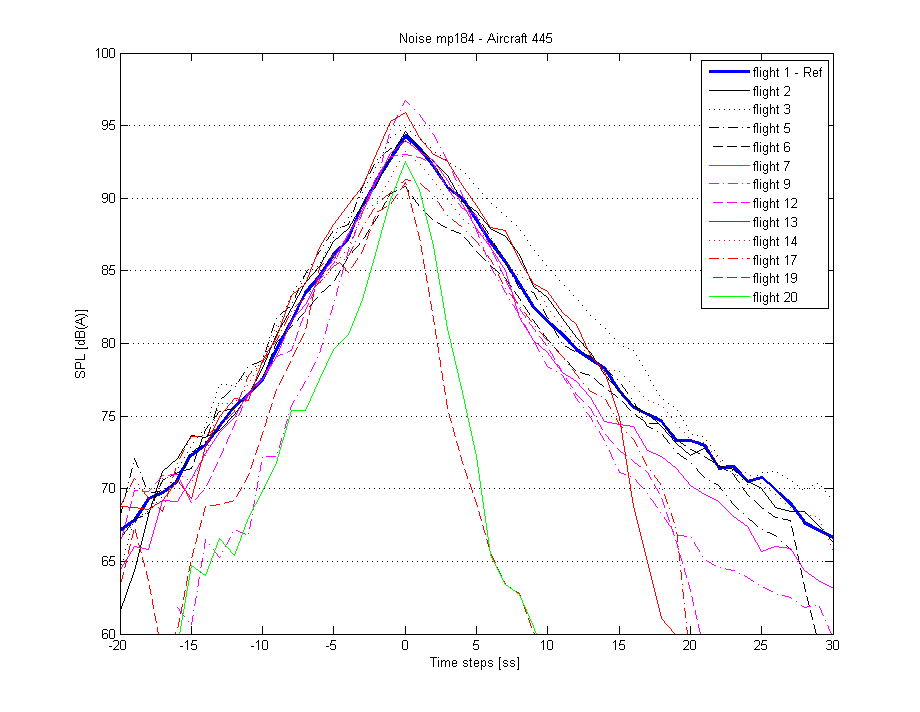 Noise mp184 - Aircraft 445
100
95
90
85
80
75
70
65
60
SPL [dB(A)]
-20 -15 -10 -5 0 5 10 15 20 25 30
Time steps [ss]
flight 1 - Ref
flight 2
flight 3
flight 5
flight 6
flight 7
flight 9
flight 12
flight 13
flight 14
flight 17
flight 19
flight 20